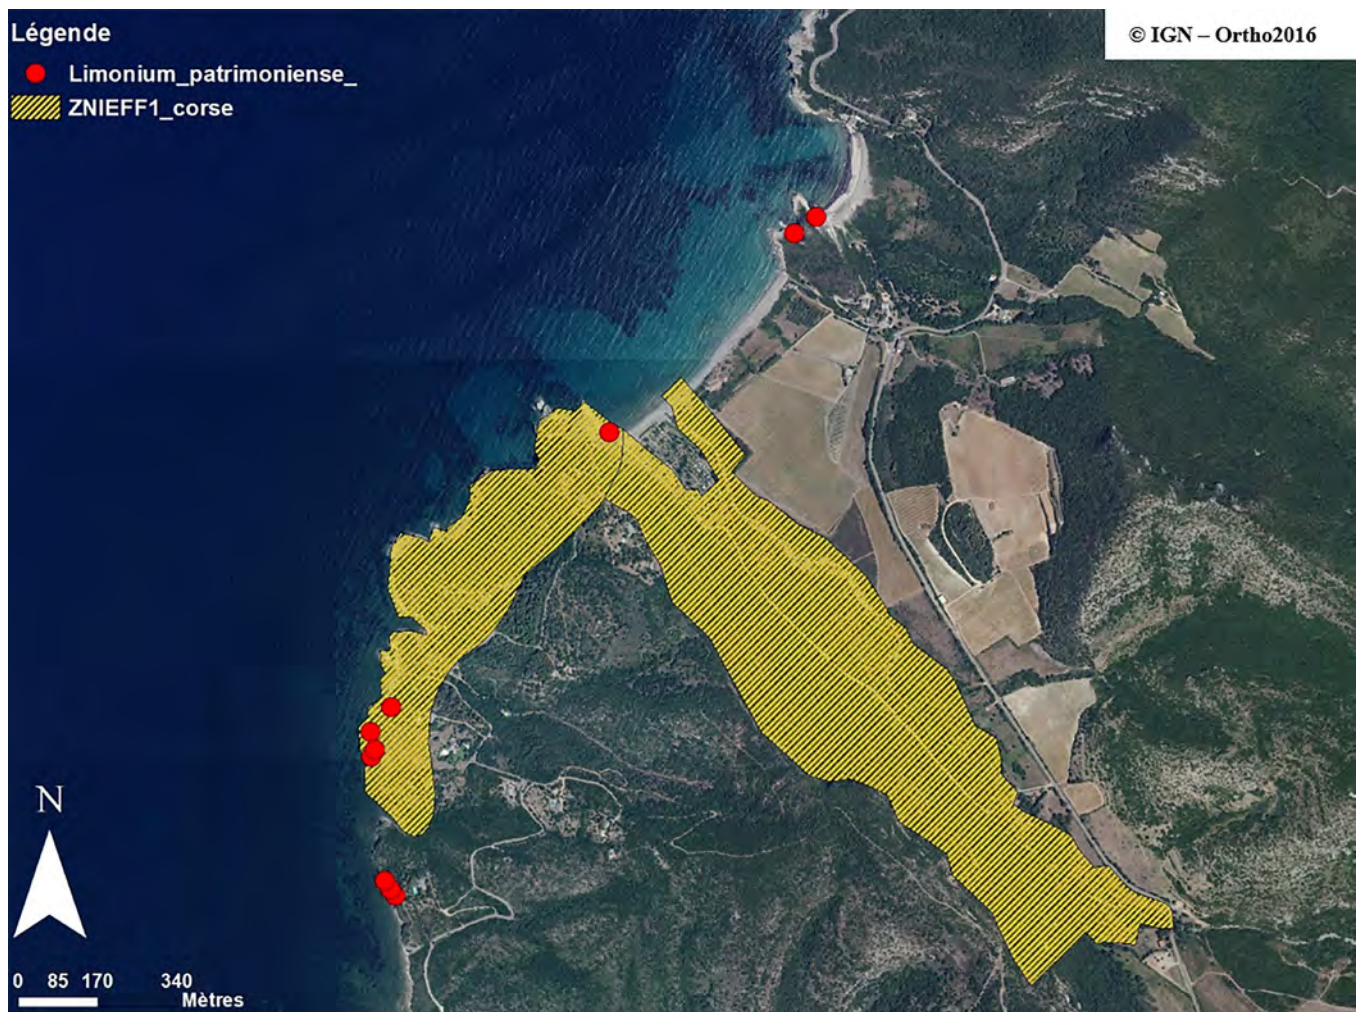 Légende
Limonium_patrimoniense_
ZNIEFF1_corse
© IGN – Ortho2016
N
0 85 170 340
Mètres